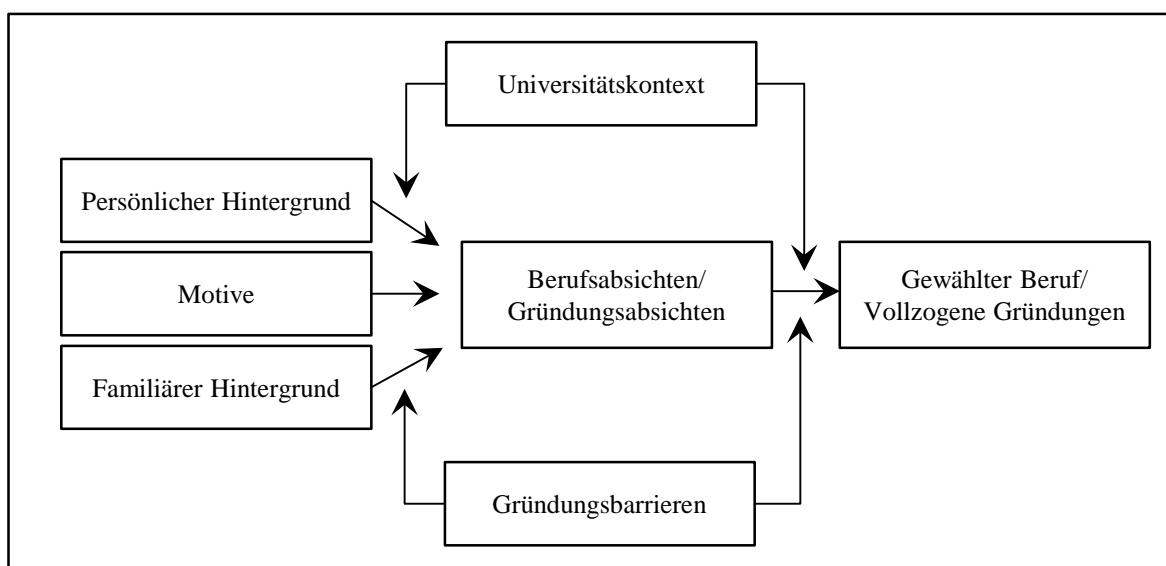 Universitätskontext
Persönlicher Hintergrund
Motive
Familiärer Hintergrund
Berufsabsichten/
Gründungsabsichten
Gewählter Beruf/
Vollzogene Gründungen
Gründungsbarrieren